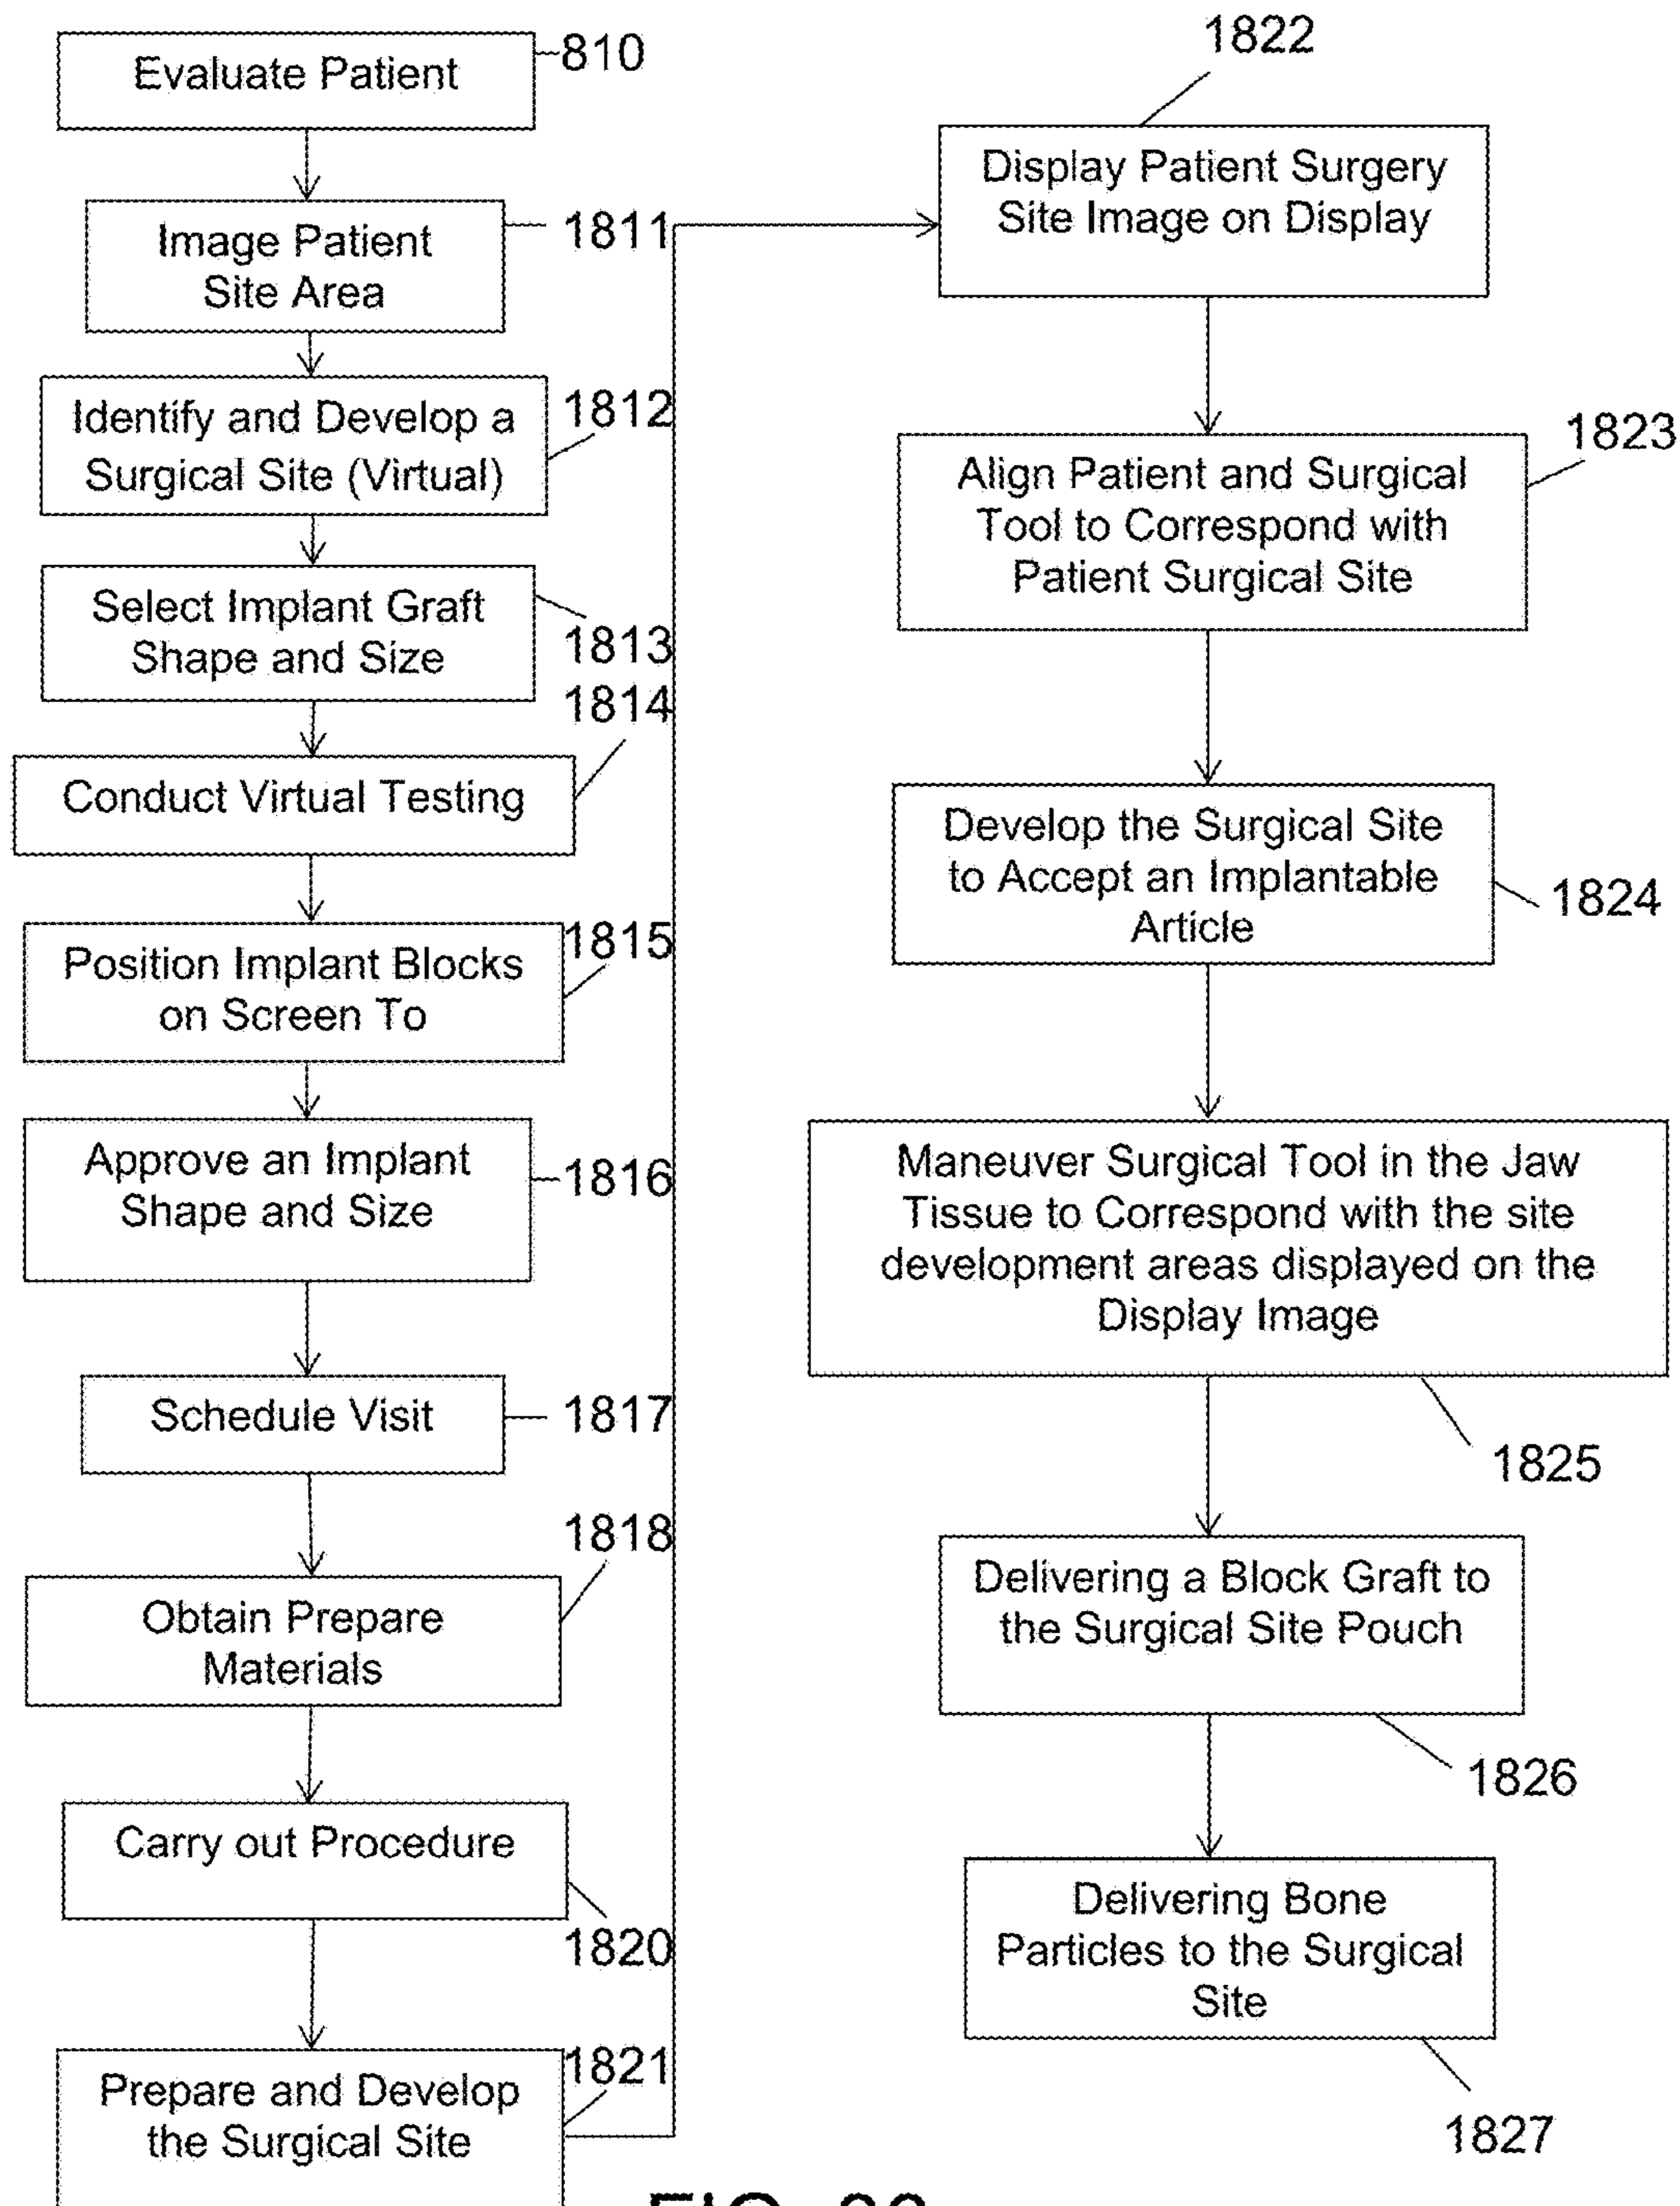 Evaluate Patient
810
Image Patient
Site Area
1811
Identify and Develop a
Surgical Site (Virtual)
1812
Select Implant Graft
Shape and Size
1813
Conduct Virtual Testing
1814
Position Implant Blocks
on Screen To
1815
Approve an Implant
Shape and Size
1816
Schedule Visit
1817
Obtain Prepare
Materials
1818
Carry out Procedure
1820
Prepare and Develop
the Surgical Site
1821
1822
Display Patient Surgery
Site Image on Display
1823
Align Patient and Surgical
Tool to Correspond with
Patient Surgical Site
Develop the Surgical Site
to Accept an Implantable
Article
1824
Maneuver Surgical Tool in the Jaw
Tissue to Correspond with the site
development areas displayed on the
Display Image
1825
Delivering a Block Graft to
the Surgical Site Pouch
1826
Delivering Bone
Particles to the Surgical
Site
1827
FIG.